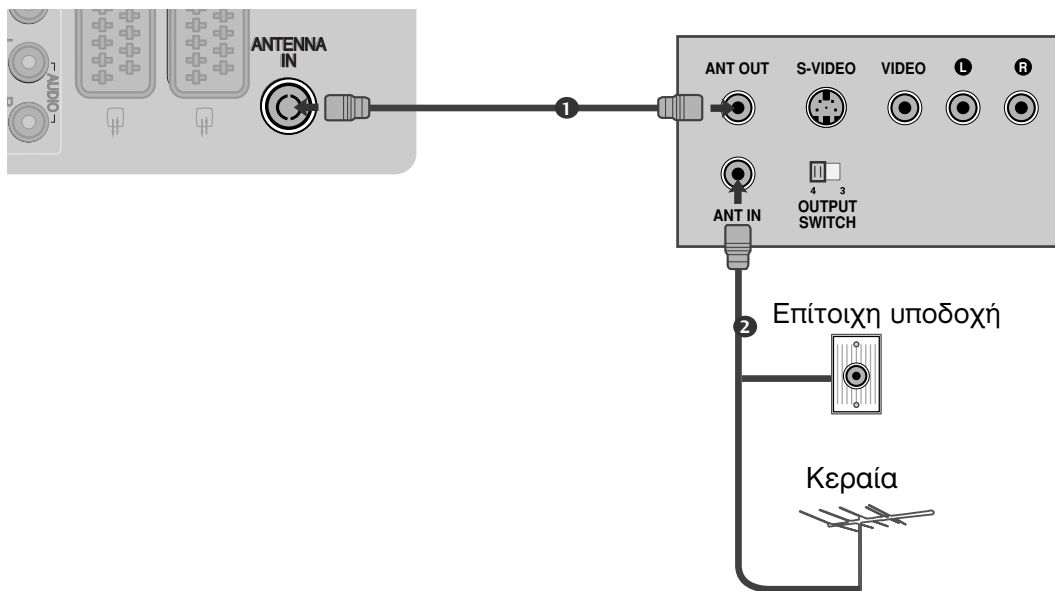 ANTENNA
IN
AUDIO
1
ANT OUT
S-VIDEO
VIDEO
L
R
ANT IN
4 3
OUTPUT
SWITCH
2
Επίτοιχη υποδοχή
Κεραία